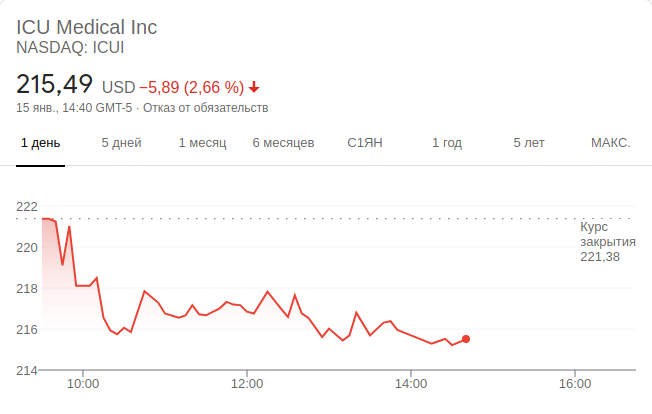 ICU Medical Inc
NASDAQ: ICUI
215,49 USD −5,89 (2,66 %)
15 янв., 14:40 GMT-5 · Отказ от обязательств
1 день 5 дней 1 месяц 6 месяцев С1ЯН 1 год 5 лет МАКС.
222
Курс
закрытия
221,38
220
218
216
214
10:00 12:00 14:00 16:00